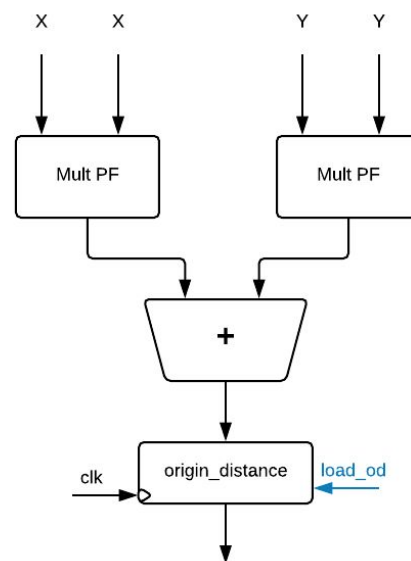 X X Y Y
Mult PF Mult PF
+
origin_distance
clk load_od